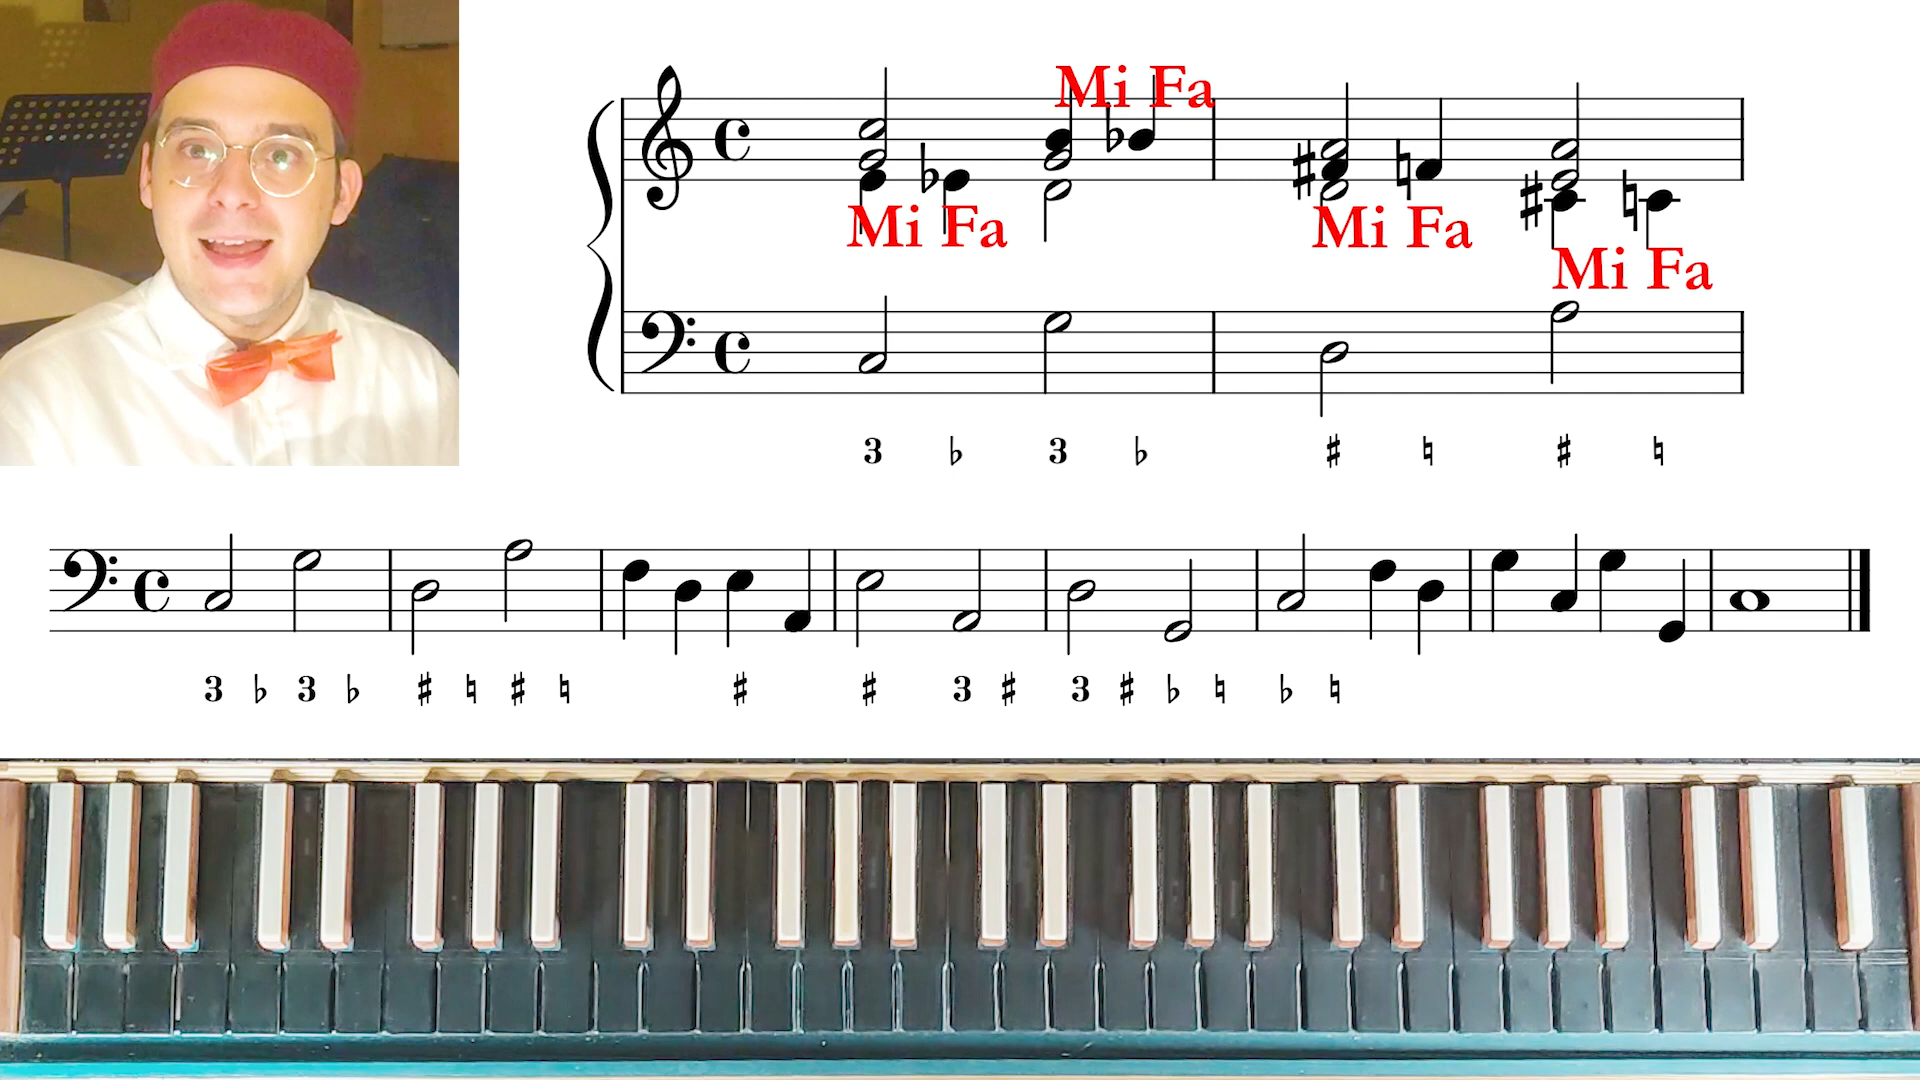 Mi Fa
Mi Fa Mi Fa
Mi Fa
3 ♭ 3 ♭ ♯ ♮ ♯ ♮
3 ♭ 3 ♭ ♯ ♮ ♯ ♮ ♯ ♯ 3 ♯ 3 ♯ ♭ ♮ ♭ ♮